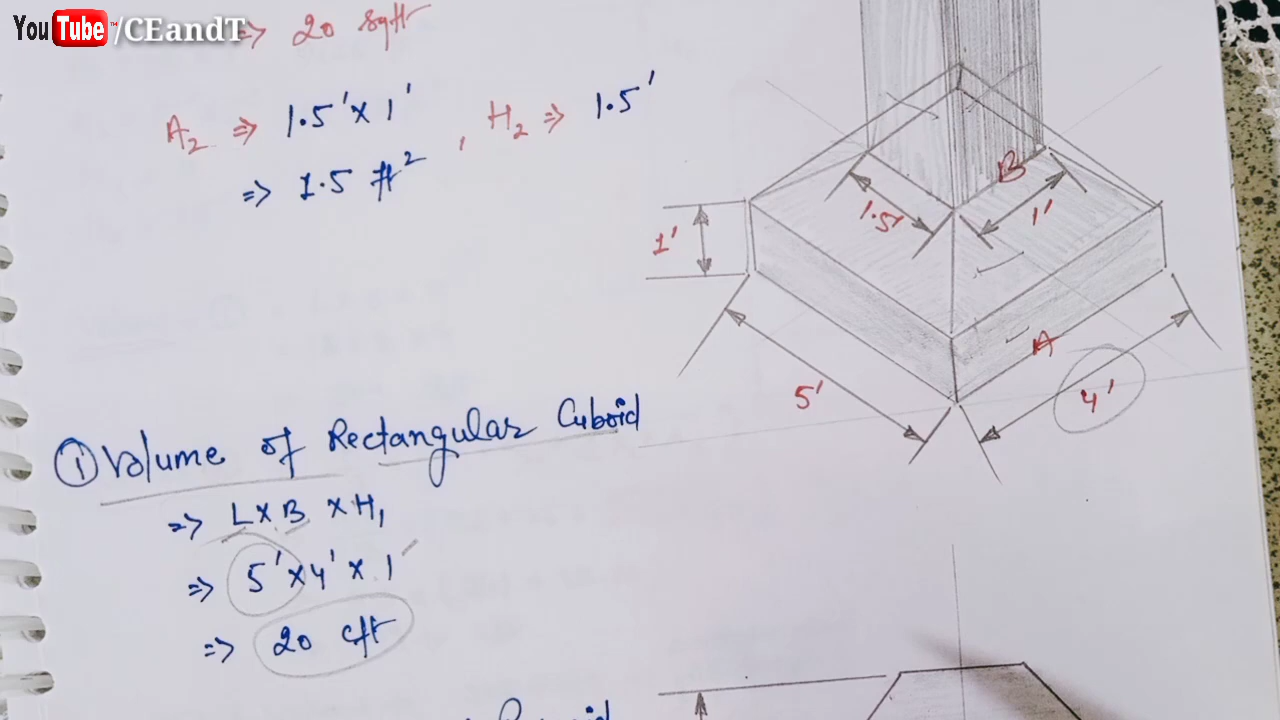 YouTube™/CEandT
=> 20 sqft
A2 => 1.5' x 1' , H2 => 1.5'
=> 1.5 ft²
B
1.5'
1'
1'
A
5'
4'
① Volume of Rectangular Cuboid
=> L x B x H1
=> 5' x 4' x 1'
=> 20 cft